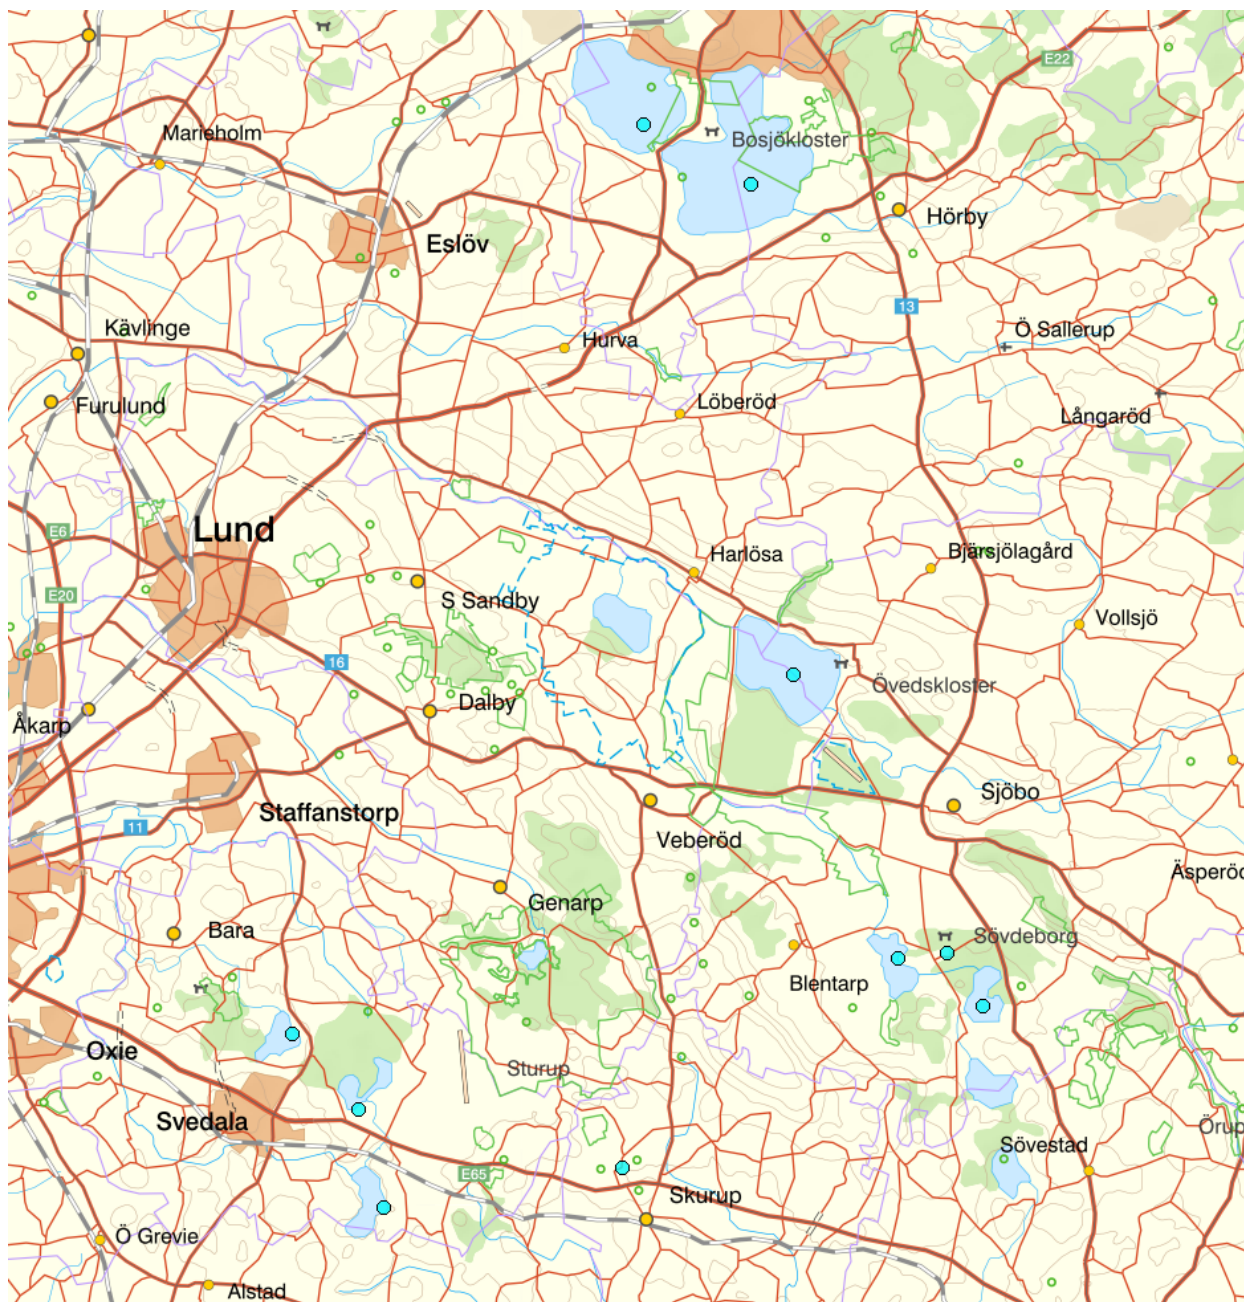 E22
Marieholm
Bosjökloster
Hörby
Eslöv
13
Kävlinge
Hurva
Ö Sallerup
Furulund
Löberöd
Långaröd
Lund
E6
Harlösa
Bjärsjölagård
E20
S Sandby
Vollsjö
16
Övedskloster
Dalby
Åkarp
Sjöbo
Staffanstorp
11
Veberöd
Äsperöd
Genarp
Bara
Sövdeborg
Blentarp
Oxie
Sturup
Svedala
Örup
Sövestad
E65
Skurup
Ö Grevie
Alstad